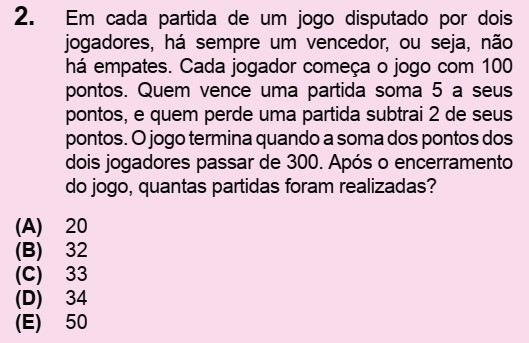 2. Em cada partida de um jogo disputado por dois
jogadores, há sempre um vencedor, ou seja, não
há empates. Cada jogador começa o jogo com 100
pontos. Quem vence uma partida soma 5 a seus
pontos, e quem perde uma partida subtrai 2 de seus
pontos. O jogo termina quando a soma dos pontos dos
dois jogadores passar de 300. Após o encerramento
do jogo, quantas partidas foram realizadas?
(A) 20
(B) 32
(C) 33
(D) 34
(E) 50